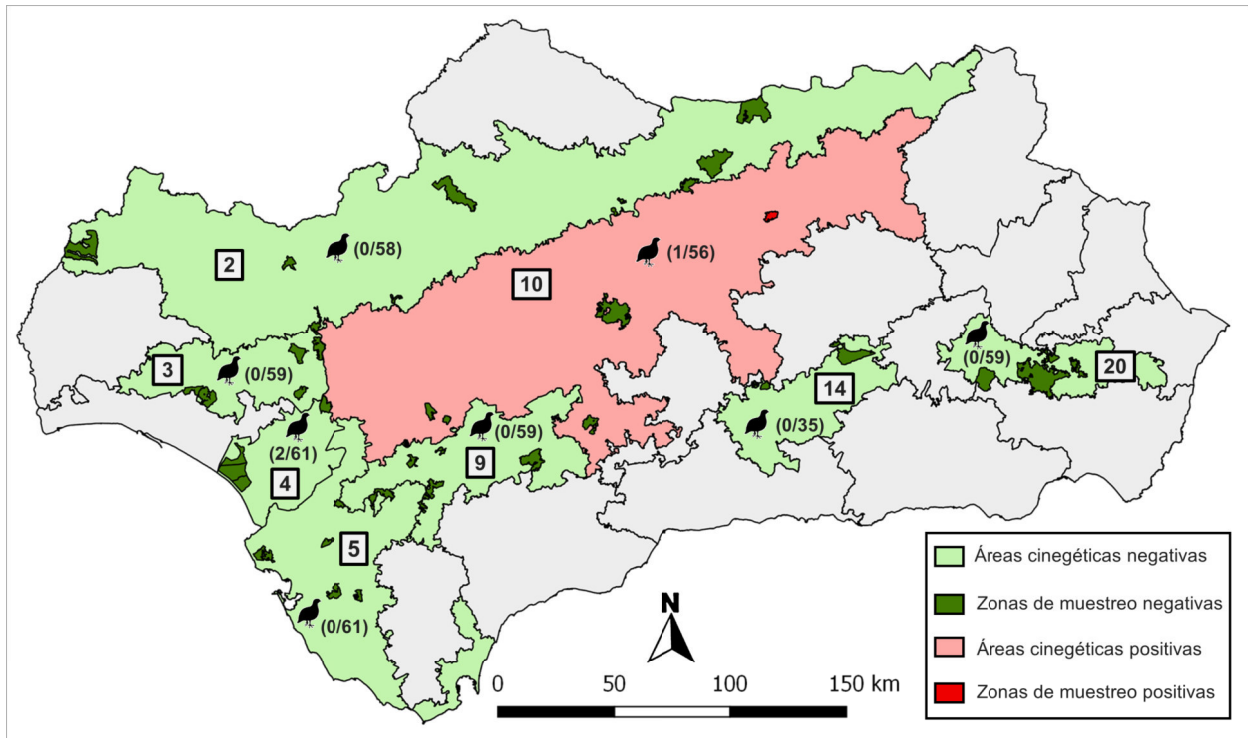 2
(0/58)
10
(1/56)
3
(0/59)
(0/59)
20
14
(0/35)
(2/61)
4
(0/59)
9
5
(0/61)
N
0 50 100 150 km
Áreas cinegéticas negativas
Zonas de muestreo negativas
Áreas cinegéticas positivas
Zonas de muestreo positivas